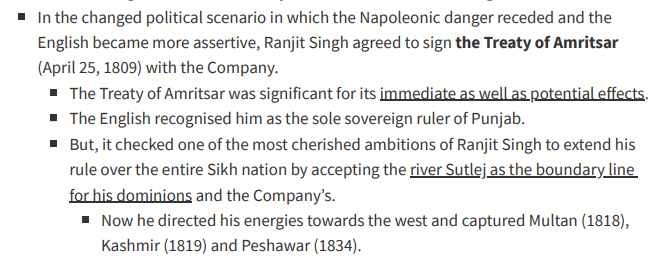 In the changed political scenario in which the Napoleonic danger receded and the
English became more assertive, Ranjit Singh agreed to sign the Treaty of Amritsar
(April 25, 1809) with the Company.
The Treaty of Amritsar was significant for its immediate as well as potential effects.
The English recognised him as the sole sovereign ruler of Punjab.
But, it checked one of the most cherished ambitions of Ranjit Singh to extend his
rule over the entire Sikh nation by accepting the river Sutlej as the boundary line
for his dominions and the Company's.
Now he directed his energies towards the west and captured Multan (1818),
Kashmir (1819) and Peshawar (1834).